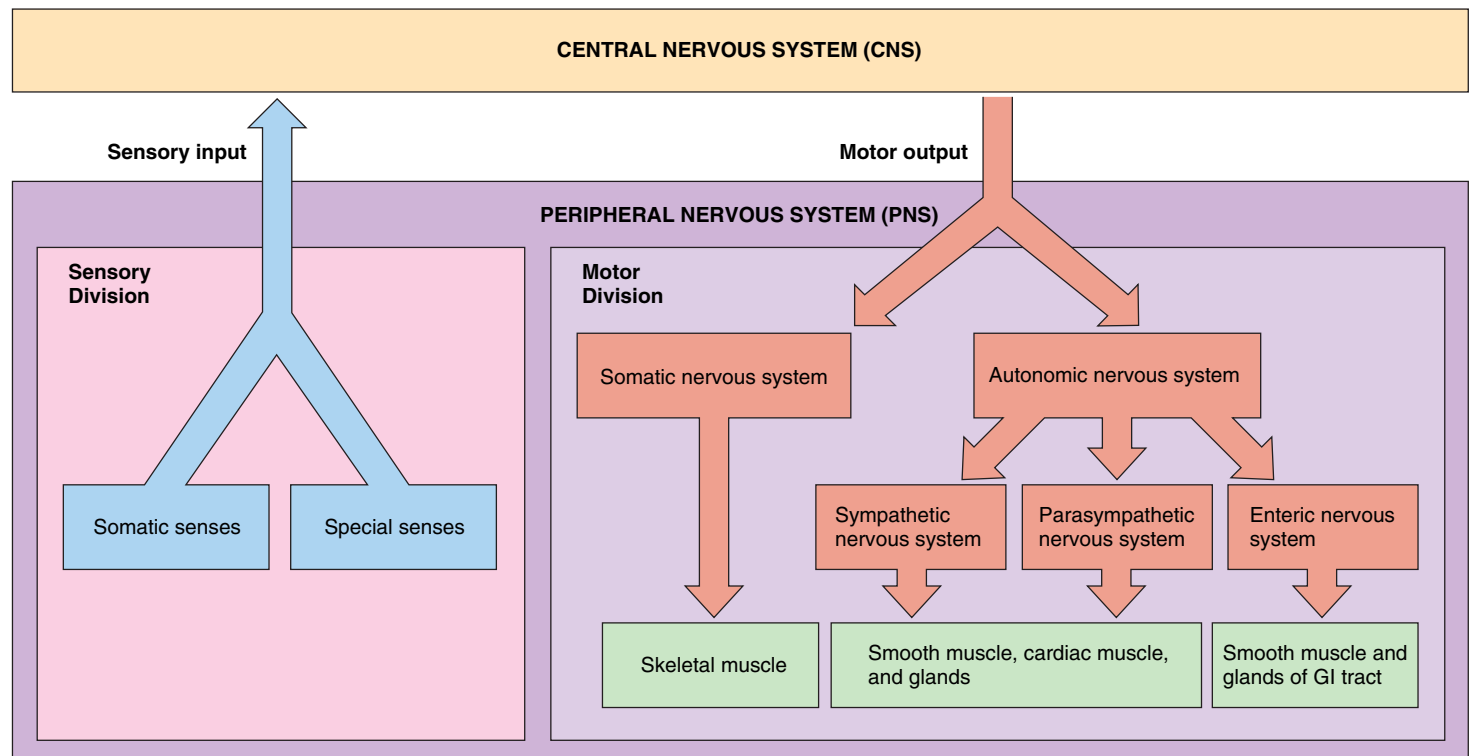 CENTRAL NERVOUS SYSTEM (CNS)
Sensory input
Motor output
PERIPHERAL NERVOUS SYSTEM (PNS)
Sensory
Division
Motor
Division
Somatic nervous system
Autonomic nervous system
Somatic senses
Special senses
Sympathetic
nervous system
Parasympathetic
nervous system
Enteric nervous
system
Skeletal muscle
Smooth muscle, cardiac muscle,
and glands
Smooth muscle and
glands of GI tract